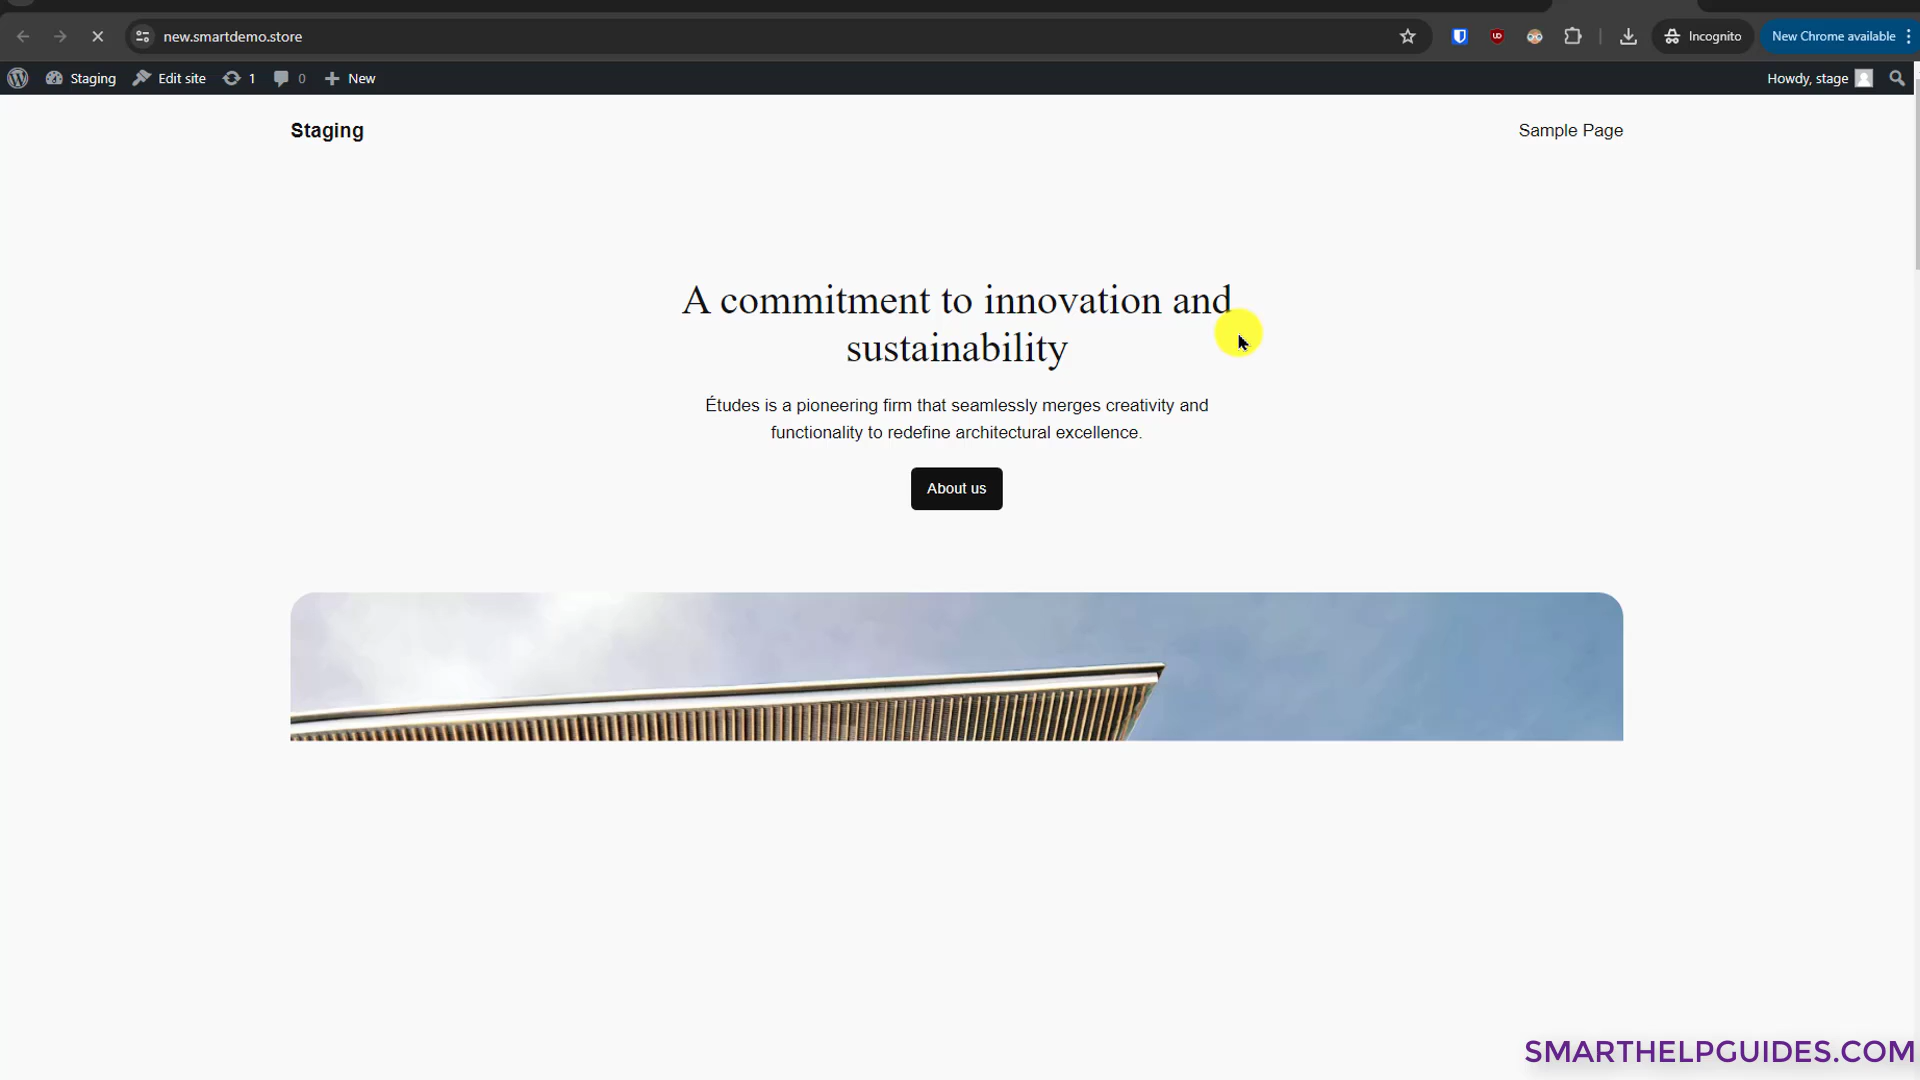 new.smartdemo.store
Incognito
New Chrome available
Staging
Edit site
1
0
New
Howdy, stage
Staging
Sample Page
A commitment to innovation and
sustainability
Études is a pioneering firm that seamlessly merges creativity and
functionality to redefine architectural excellence.
About us
SMARTHELPGUIDES.COM